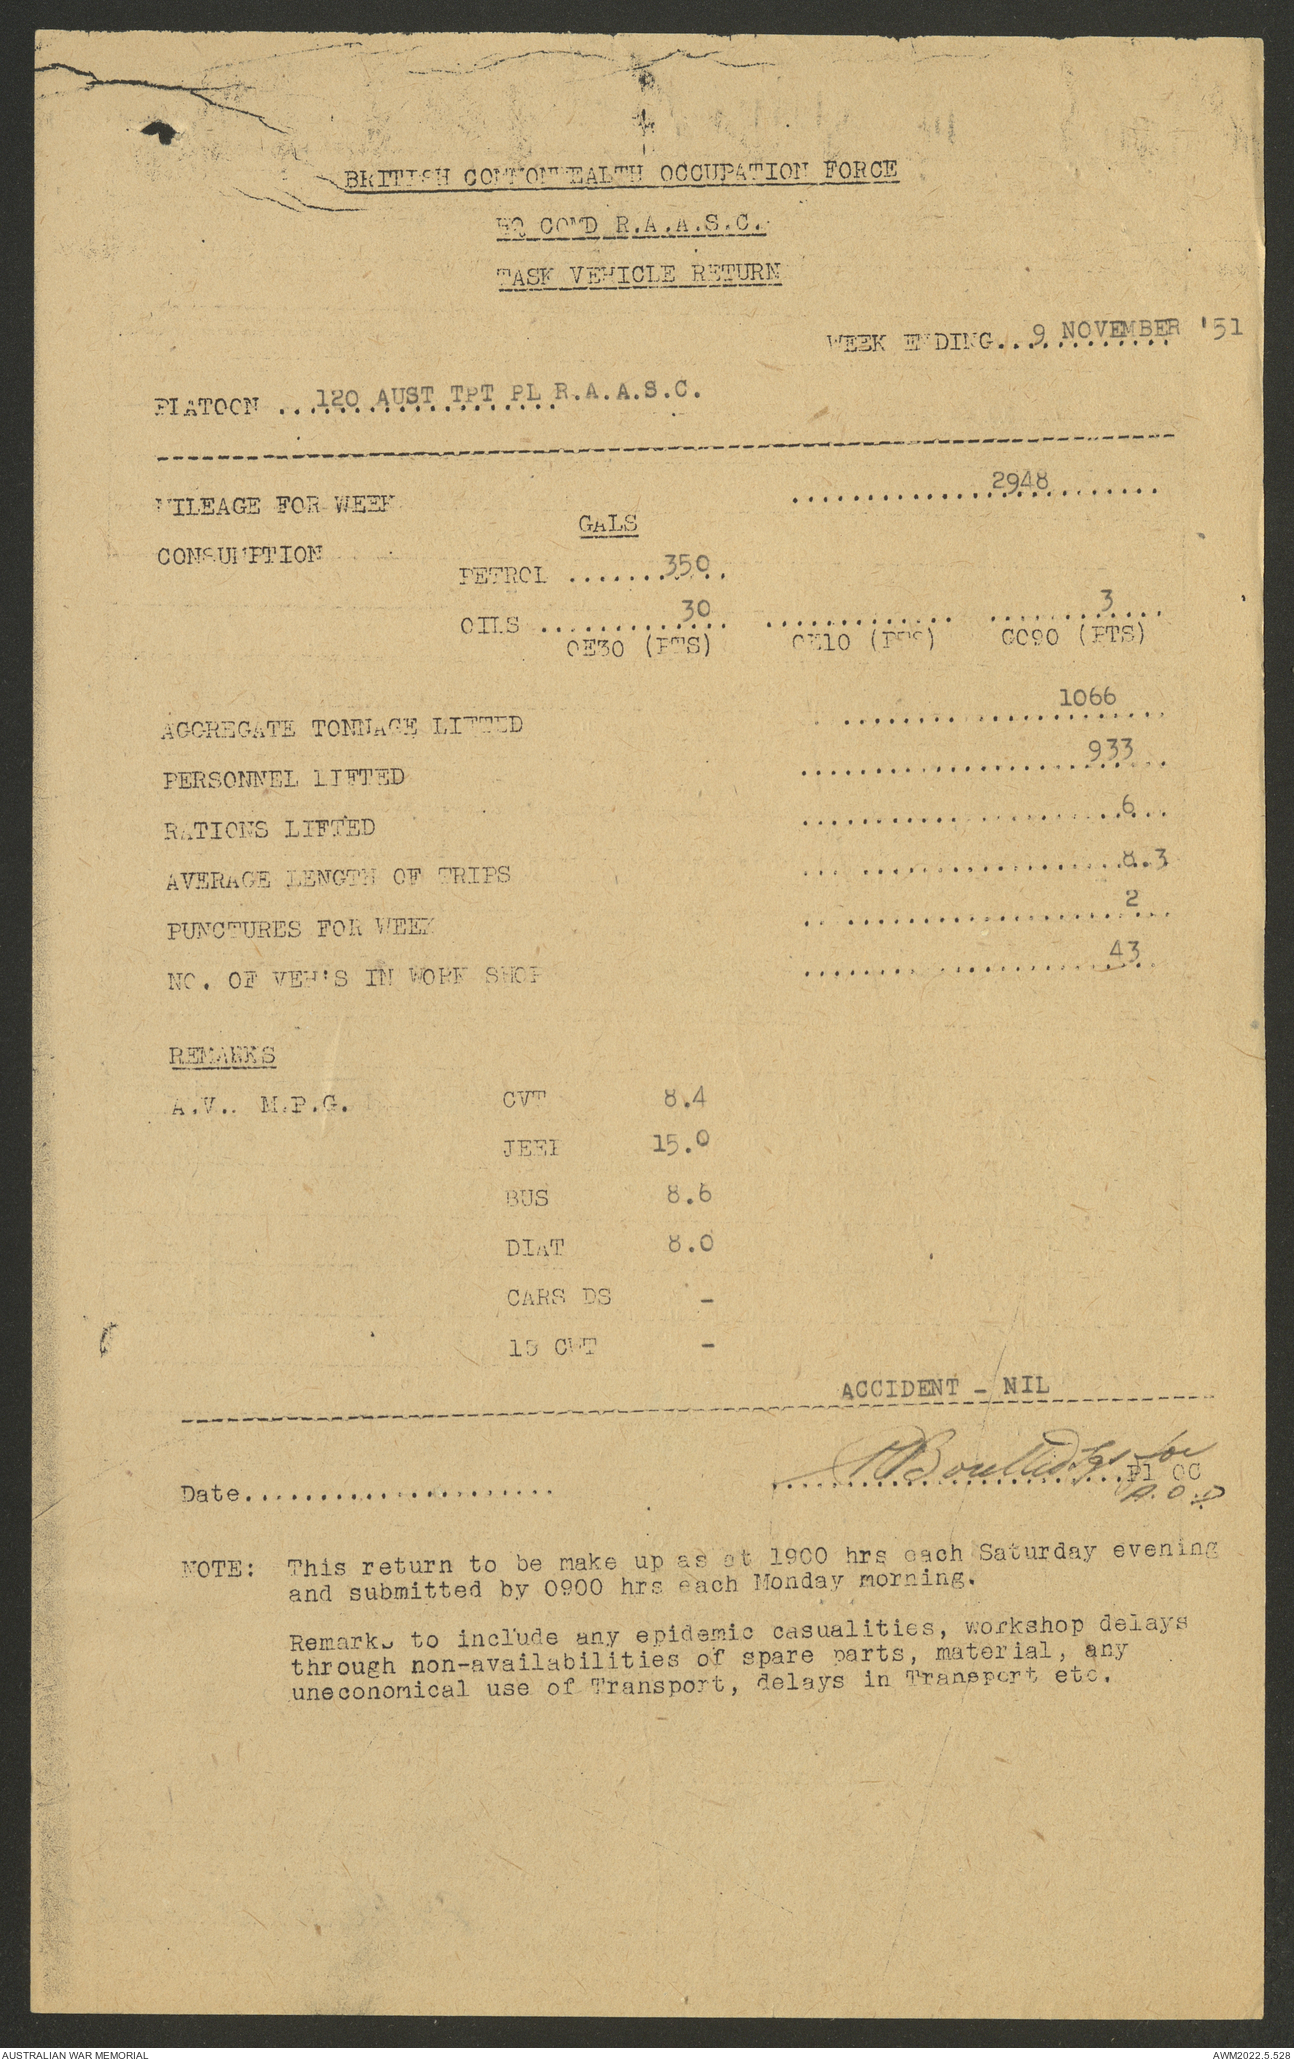 BRITISH COMMONWEALTH OCCUPATION FORCE
HQ COMD R.A.A.S.C.
TASK VEHICLE RETURN
WEEK ENDING...9 NOVEMBER '51
PLATOON ...120 AUST TPT PL R.A.A.S.C.
MILEAGE FOR WEEK 2948
GALS
CONSUMPTION
PETROL ....... 350
OILS ... 30 ............. 3
OE30 (PTS) OE10 (PTS) GO90 (PTS)
AGGREGATE TONNAGE LIFTED 1066
PERSONNEL LIFTED 933
RATIONS LIFTED 6
AVERAGE LENGTH OF TRIPS 8.3
PUNCTURES FOR WEEK 2
NO. OF VEH'S IN WORK SHOP 43
REMARKS
A.V.. M.P.G. CVT 8.4
JEEP 15.0
BUS 8.6
DIAT 8.0
CARS DS -
15 CWT -
ACCIDENT - NIL
Date..................... Pl OC
NOTE: This return to be make up as at 1900 hrs each Saturday evening
and submitted by 0900 hrs each Monday morning.
Remarks to include any epidemic casualities, workshop delays
through non-availabilities of spare parts, material, any
uneconomical use of Transport, delays in Transport etc.
AUSTRALIAN WAR MEMORIAL AWM2022.5.528